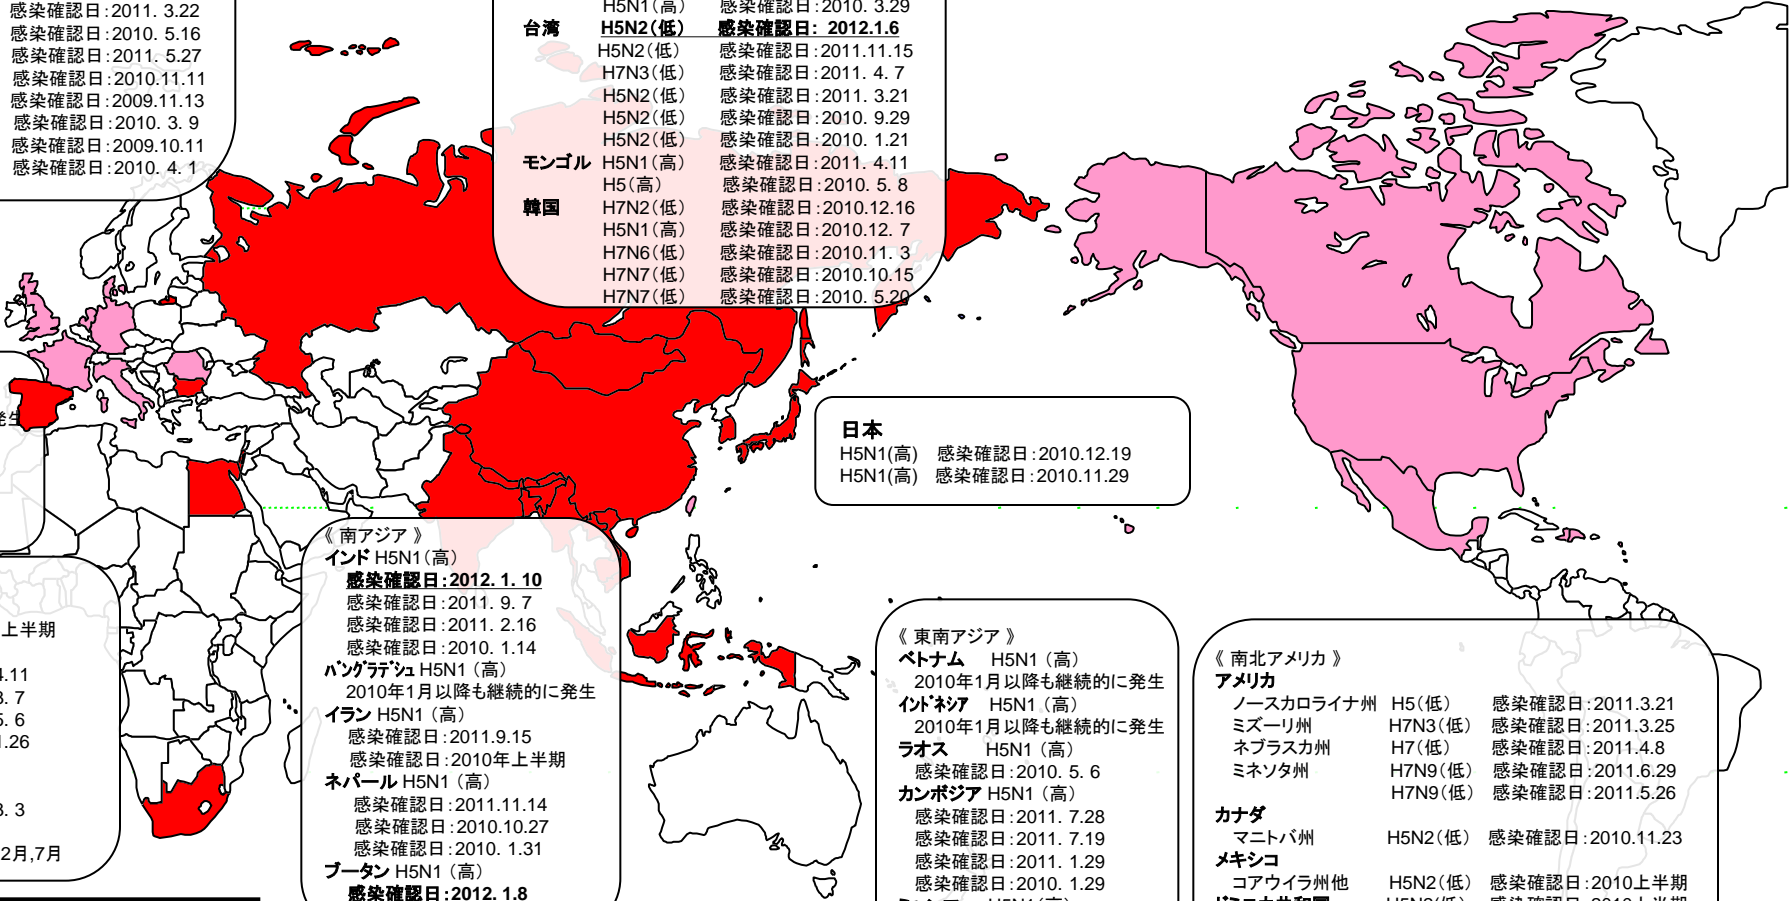 感染確認日:2011. 3.22
感染確認日:2010. 5.16
感染確認日:2011. 5.27
感染確認日:2010.11.11
感染確認日:2009.11.13
感染確認日:2010. 3. 9
感染確認日:2009.10.11
感染確認日:2010. 4. 1
H5N1(高) 感染確認日:2010. 3.29
台湾 H5N2(低) 感染確認日: 2012.1.6
H5N2(低) 感染確認日:2011.11.15
H7N3(低) 感染確認日:2011. 4. 7
H5N2(低) 感染確認日:2011. 3.21
H5N2(低) 感染確認日:2010. 9.29
H5N2(低) 感染確認日:2010. 1.21
モンゴル H5N1(高) 感染確認日:2011. 4.11
H5(高) 感染確認日:2010. 5. 8
韓国 H7N2(低) 感染確認日:2010.12.16
H5N1(高) 感染確認日:2010.12. 7
H7N6(低) 感染確認日:2010.11. 3
H7N7(低) 感染確認日:2010.10.15
H7N7(低) 感染確認日:2010. 5.20
日本
H5N1(高) 感染確認日:2010.12.19
H5N1(高) 感染確認日:2010.11.29
発生
上半期
4.11
3. 7
5. 6
1.26
3. 3
2月,7月
《 南アジア 》
インド H5N1(高)
感染確認日:2012. 1. 10
感染確認日:2011. 9. 7
感染確認日:2011. 2.16
感染確認日:2010. 1.14
バングラデシュ H5N1 (高)
2010年1月以降も継続的に発生
イラン H5N1 (高)
感染確認日:2011.9.15
感染確認日:2010年上半期
ネパール H5N1 (高)
感染確認日:2011.11.14
感染確認日:2010.10.27
感染確認日:2010. 1.31
ブータン H5N1 (高)
感染確認日:2012. 1.8
《 東南アジア 》
ベトナム H5N1 (高)
2010年1月以降も継続的に発生
インドネシア H5N1 (高)
2010年1月以降も継続的に発生
ラオス H5N1 (高)
感染確認日:2010. 5. 6
カンボジア H5N1 (高)
感染確認日:2011. 7.28
感染確認日:2011. 7.19
感染確認日:2011. 1.29
感染確認日:2010. 1.29
《 南北アメリカ 》
アメリカ
ノースカロライナ州 H5(低) 感染確認日:2011.3.21
ミズーリ州 H7N3(低) 感染確認日:2011.3.25
ネブラスカ州 H7(低) 感染確認日:2011.4.8
ミネソタ州 H7N9(低) 感染確認日:2011.6.29
H7N9(低) 感染確認日:2011.5.26
カナダ
マニトバ州 H5N2(低) 感染確認日:2010.11.23
メキシコ
コアウイラ州他 H5N2(低) 感染確認日:2010上半期